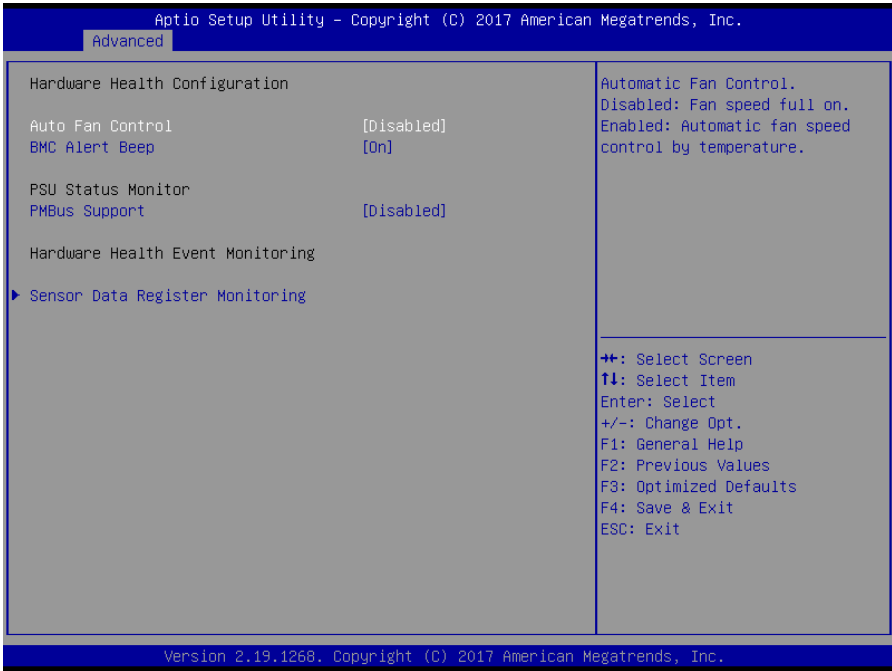 Aptio Setup Utility – Copyright (C) 2017 American Megatrends, Inc.
Advanced
Hardware Health Configuration
Auto Fan Control [Disabled]
BMC Alert Beep [On]
PSU Status Monitor
PMBus Support [Disabled]
Hardware Health Event Monitoring
Sensor Data Register Monitoring
Automatic Fan Control.
Disabled: Fan speed full on.
Enabled: Automatic fan speed
control by temperature.
→←: Select Screen
↑↓: Select Item
Enter: Select
+/-: Change Opt.
F1: General Help
F2: Previous Values
F3: Optimized Defaults
F4: Save & Exit
ESC: Exit
Version 2.19.1268. Copyright (C) 2017 American Megatrends, Inc.